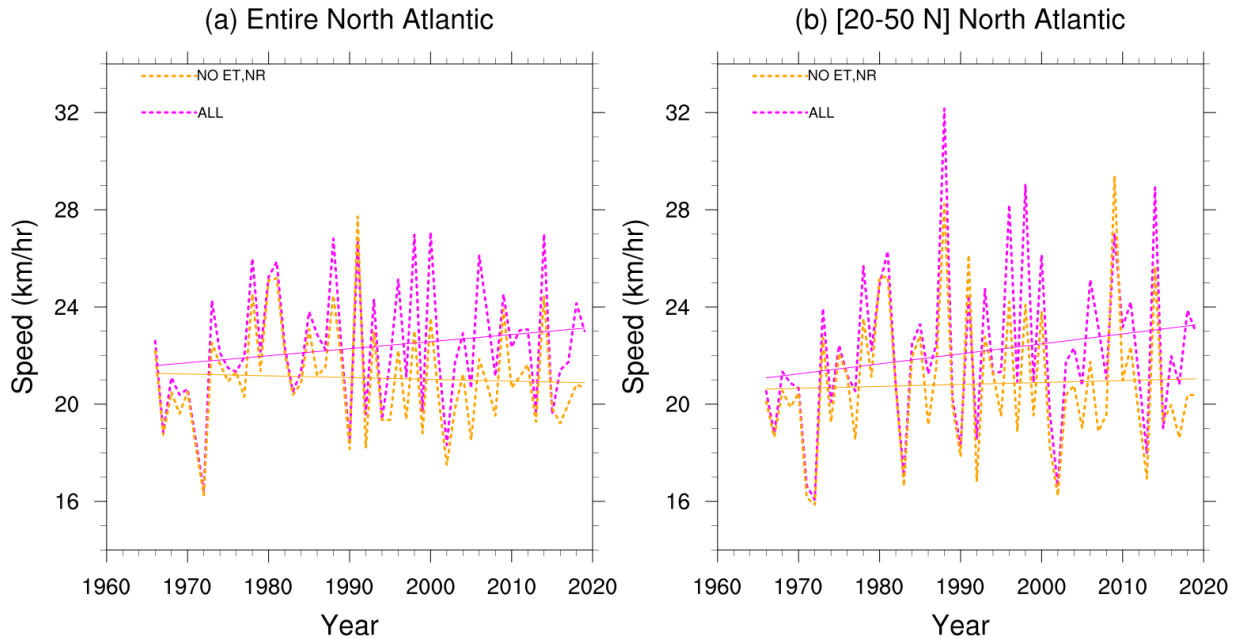 (a) Entire North Atlantic
NO ET,NR
ALL
32
28
24
20
16
Speed (km/hr)
1960 1970 1980 1990 2000 2010 2020
Year
(b) [20-50 N] North Atlantic
NO ET,NR
ALL
32
28
24
20
16
Speed (km/hr)
1960 1970 1980 1990 2000 2010 2020
Year